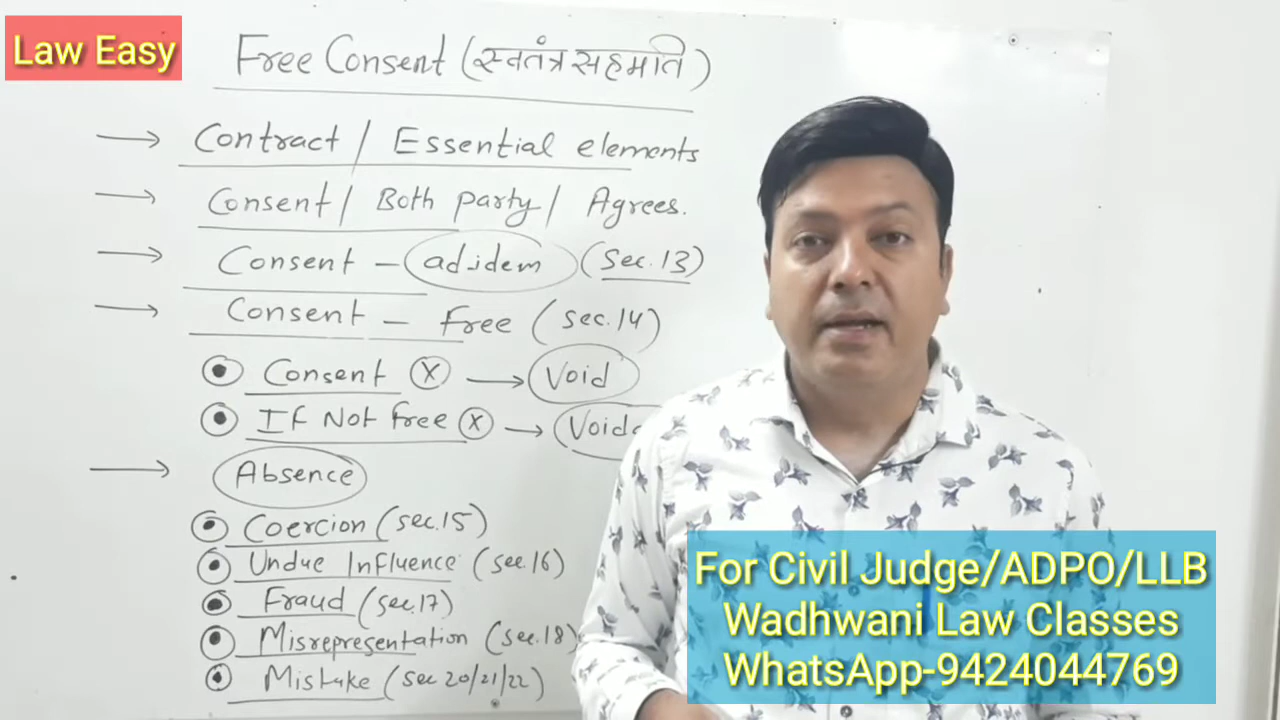 Law Easy
Free Consent (स्वतंत्र सहमति)
→ Contract / Essential elements
→ Consent / Both party / Agrees.
→ Consent - ad-idem (Sec. 13)
→ Consent - Free (Sec. 14)
Consent (X) → Void
If Not free (X) → Void
→ Absence
Coercion (Sec. 15)
Undue Influence (Sec. 16)
Fraud (Sec. 17)
Misrepresentation (Sec. 18)
Mistake (Sec 20/21/22)
For Civil Judge/ADPO/LLB
Wadhwani Law Classes
WhatsApp-9424044769